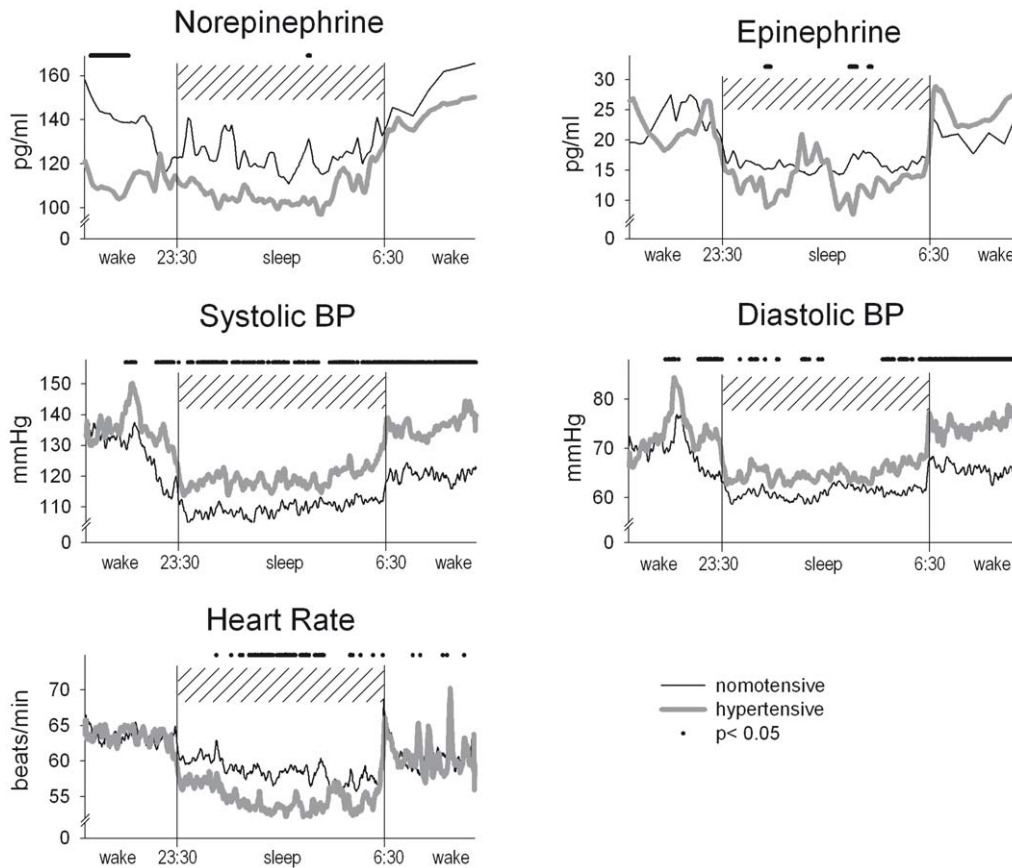 Norepinephrine
160
140
120
100
0
pg/ml
wake 23:30 sleep 6:30 wake
Epinephrine
30
25
20
15
10
0
pg/ml
wake 23:30 sleep 6:30 wake
Systolic BP
150
140
130
120
110
0
mmHg
wake 23:30 sleep 6:30 wake
Diastolic BP
80
70
60
0
mmHg
wake 23:30 sleep 6:30 wake
Heart Rate
70
65
60
55
0
beats/min
wake 23:30 sleep 6:30 wake
nomotensive
hypertensive
p< 0.05